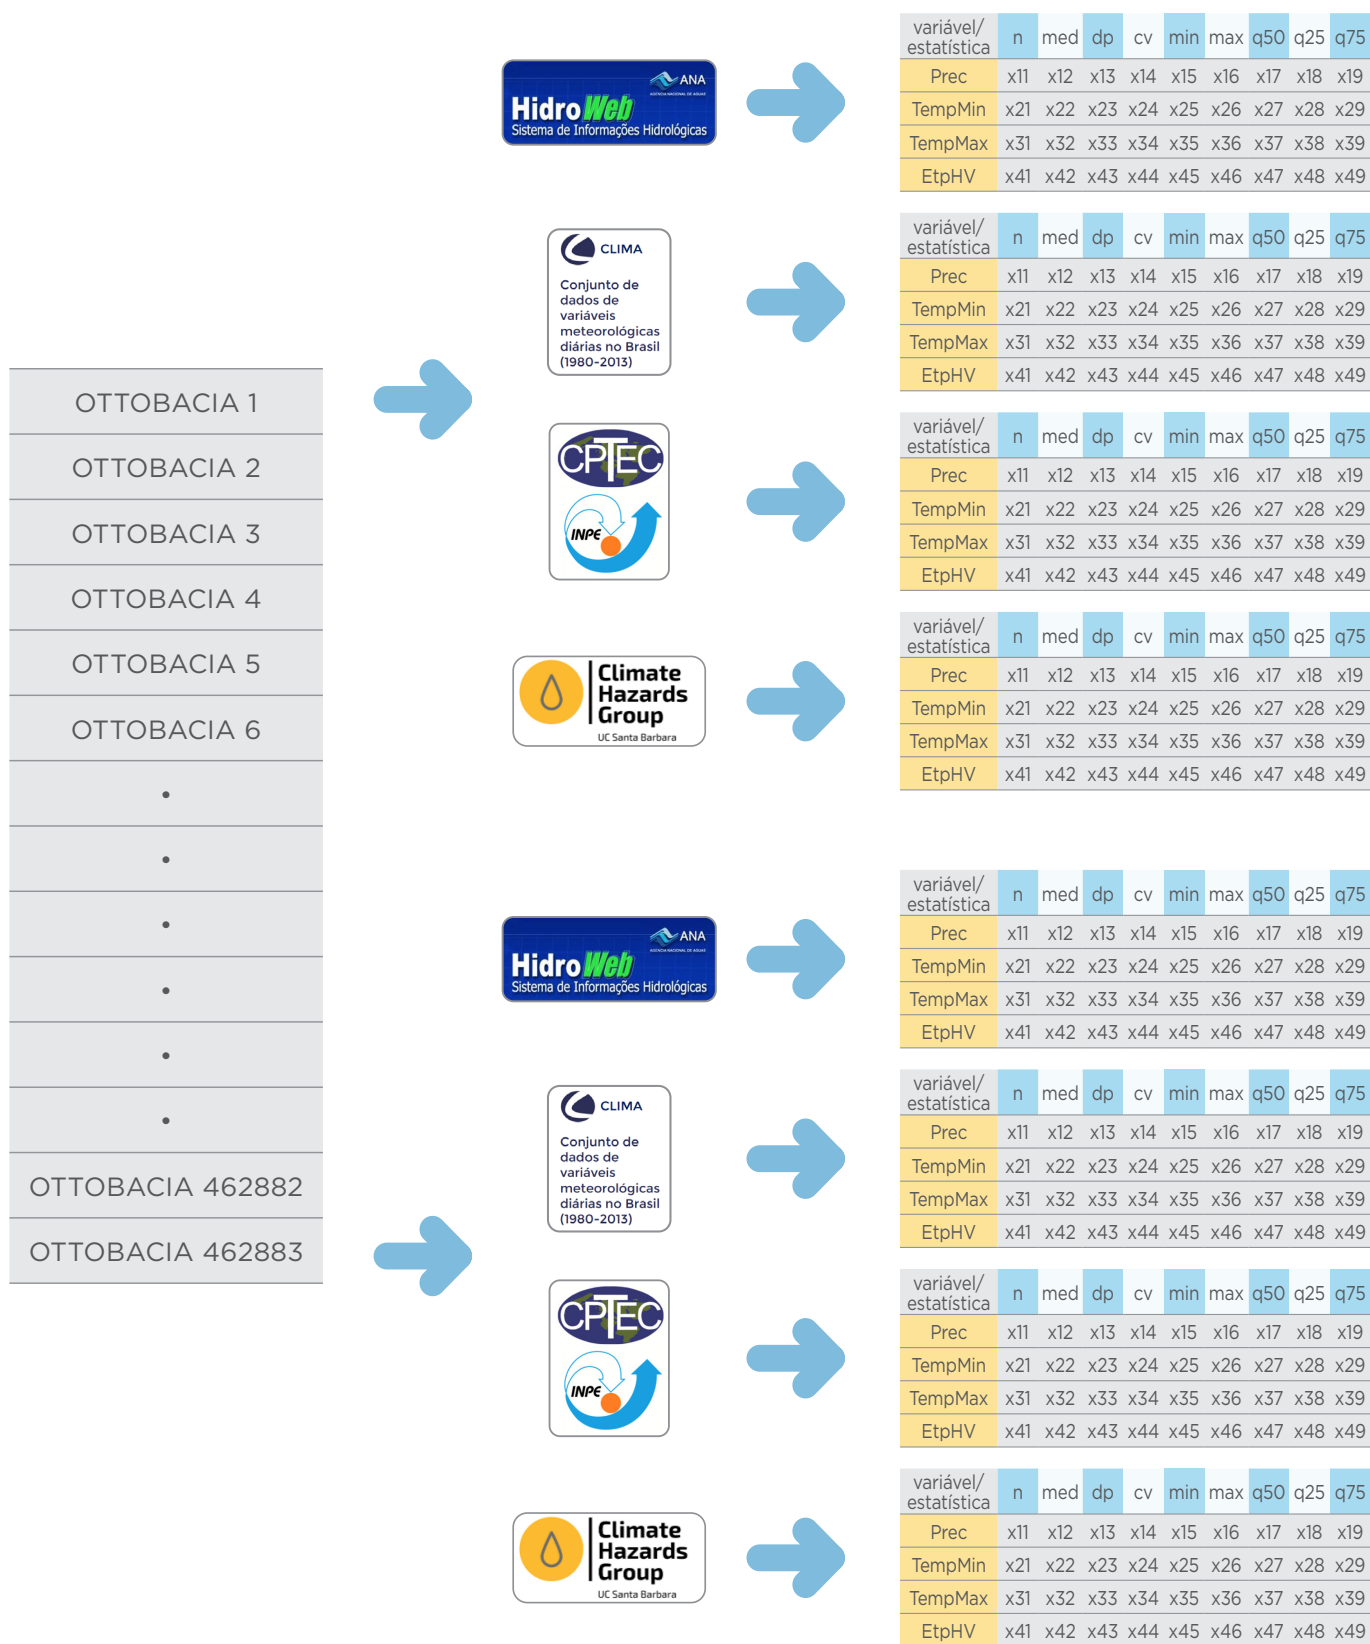 OTTOBACIA 1
OTTOBACIA 2
OTTOBACIA 3
OTTOBACIA 4
OTTOBACIA 5
OTTOBACIA 6
•
•
•
•
•
•
OTTOBACIA 462882
OTTOBACIA 462883
ANA
AGÊNCIA NACIONAL DE ÁGUAS
HidroWeb
Sistema de Informações Hidrológicas
variável/
estatística n med dp cv min max q50 q25 q75
Prec x11 x12 x13 x14 x15 x16 x17 x18 x19
TempMin x21 x22 x23 x24 x25 x26 x27 x28 x29
TempMax x31 x32 x33 x34 x35 x36 x37 x38 x39
EtpHV x41 x42 x43 x44 x45 x46 x47 x48 x49
CLIMA
Conjunto de
dados de
variáveis
meteorológicas
diárias no Brasil
(1980-2013)
variável/
estatística n med dp cv min max q50 q25 q75
Prec x11 x12 x13 x14 x15 x16 x17 x18 x19
TempMin x21 x22 x23 x24 x25 x26 x27 x28 x29
TempMax x31 x32 x33 x34 x35 x36 x37 x38 x39
EtpHV x41 x42 x43 x44 x45 x46 x47 x48 x49
CPTEC
INPE
variável/
estatística n med dp cv min max q50 q25 q75
Prec x11 x12 x13 x14 x15 x16 x17 x18 x19
TempMin x21 x22 x23 x24 x25 x26 x27 x28 x29
TempMax x31 x32 x33 x34 x35 x36 x37 x38 x39
EtpHV x41 x42 x43 x44 x45 x46 x47 x48 x49
Climate
Hazards
Group
UC Santa Barbara
variável/
estatística n med dp cv min max q50 q25 q75
Prec x11 x12 x13 x14 x15 x16 x17 x18 x19
TempMin x21 x22 x23 x24 x25 x26 x27 x28 x29
TempMax x31 x32 x33 x34 x35 x36 x37 x38 x39
EtpHV x41 x42 x43 x44 x45 x46 x47 x48 x49
ANA
AGÊNCIA NACIONAL DE ÁGUAS
HidroWeb
Sistema de Informações Hidrológicas
variável/
estatística n med dp cv min max q50 q25 q75
Prec x11 x12 x13 x14 x15 x16 x17 x18 x19
TempMin x21 x22 x23 x24 x25 x26 x27 x28 x29
TempMax x31 x32 x33 x34 x35 x36 x37 x38 x39
EtpHV x41 x42 x43 x44 x45 x46 x47 x48 x49
CLIMA
Conjunto de
dados de
variáveis
meteorológicas
diárias no Brasil
(1980-2013)
variável/
estatística n med dp cv min max q50 q25 q75
Prec x11 x12 x13 x14 x15 x16 x17 x18 x19
TempMin x21 x22 x23 x24 x25 x26 x27 x28 x29
TempMax x31 x32 x33 x34 x35 x36 x37 x38 x39
EtpHV x41 x42 x43 x44 x45 x46 x47 x48 x49
CPTEC
INPE
variável/
estatística n med dp cv min max q50 q25 q75
Prec x11 x12 x13 x14 x15 x16 x17 x18 x19
TempMin x21 x22 x23 x24 x25 x26 x27 x28 x29
TempMax x31 x32 x33 x34 x35 x36 x37 x38 x39
EtpHV x41 x42 x43 x44 x45 x46 x47 x48 x49
Climate
Hazards
Group
UC Santa Barbara
variável/
estatística n med dp cv min max q50 q25 q75
Prec x11 x12 x13 x14 x15 x16 x17 x18 x19
TempMin x21 x22 x23 x24 x25 x26 x27 x28 x29
TempMax x31 x32 x33 x34 x35 x36 x37 x38 x39
EtpHV x41 x42 x43 x44 x45 x46 x47 x48 x49